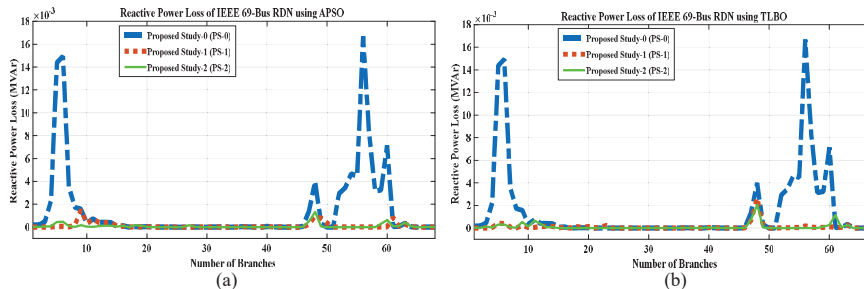 Reactive Power Loss of IEEE 69-Bus RDN using APSO
×10⁻³
18
16
14
12
10
8
6
4
2
0
10
20
30
40
50
60
Reactive Power Loss (MVAr)
Number of Branches
Proposed Study-0 (PS-0)
Proposed Study-1 (PS-1)
Proposed Study-2 (PS-2)
(a)
Reactive Power Loss of IEEE 69-Bus RDN using TLBO
×10⁻³
18
16
14
12
10
8
6
4
2
0
10
20
30
40
50
60
Reactive Power Loss (MVAr)
Number of Branches
Proposed Study-0 (PS-0)
Proposed Study-1 (PS-1)
Proposed Study-2 (PS-2)
(b)